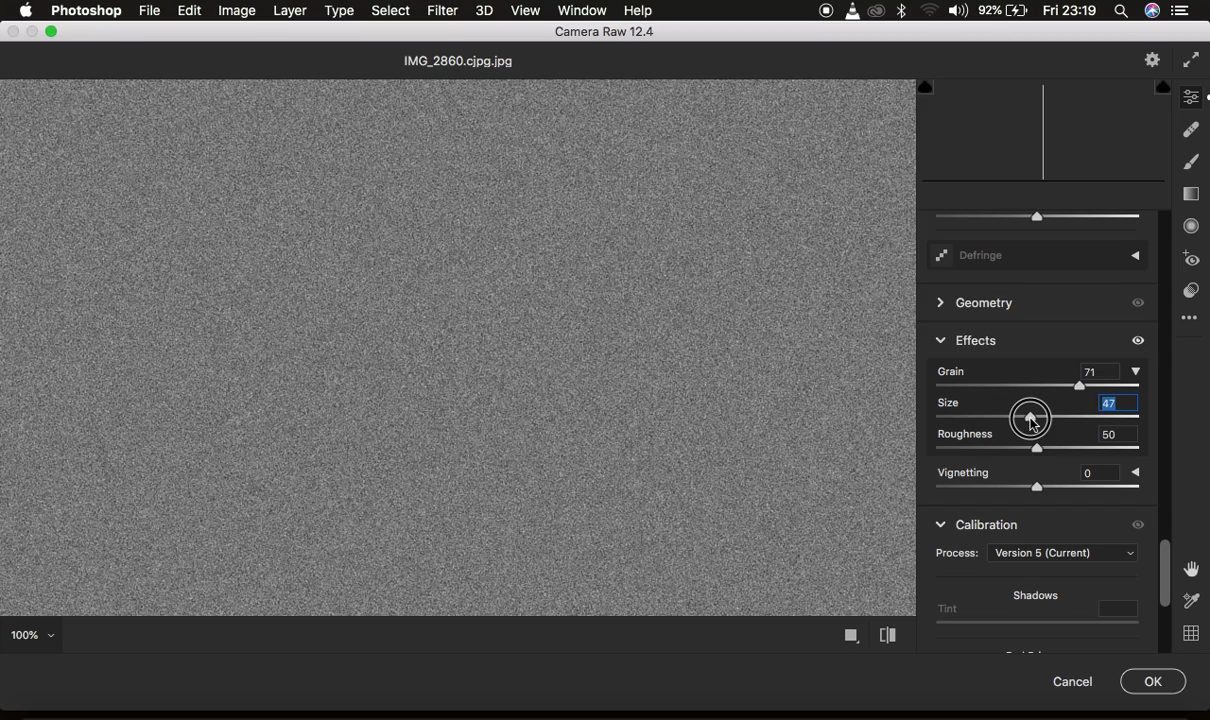 Photoshop File Edit Image Layer Type Select Filter 3D View Window Help 92% Fri 23:19
Camera Raw 12.4
IMG_2860.cjpg.jpg
Defringe
Geometry
Effects
Grain 71
Size 47
Roughness 50
Vignetting 0
Calibration
Process: Version 5 (Current)
Shadows
Tint
100%
Cancel OK